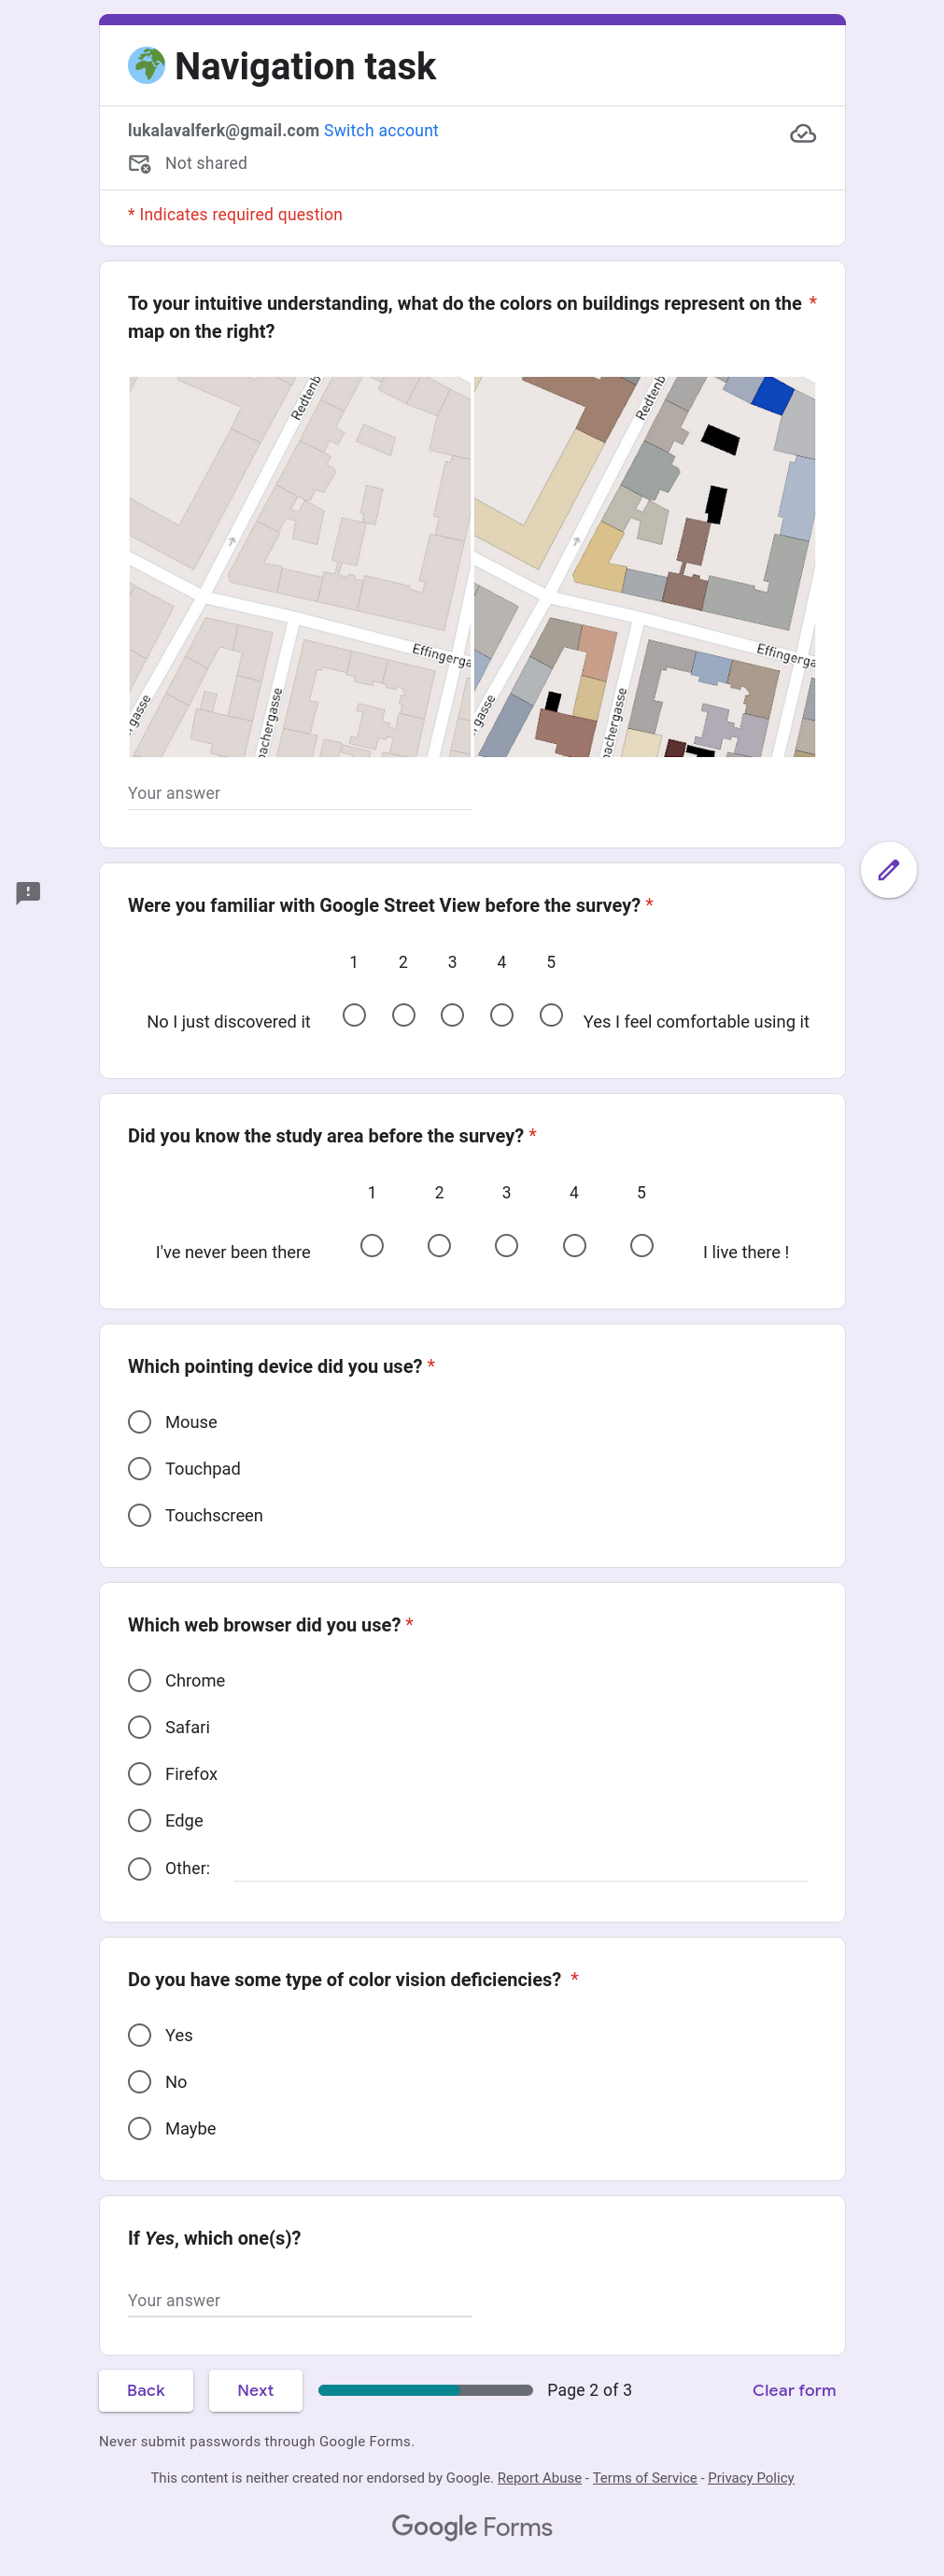 Navigation task
lukalavalferk@gmail.com Switch account
Not shared
* Indicates required question
To your intuitive understanding, what do the colors on buildings represent on the *
map on the right?
Redtenb
Redtenb
Effingerga
Effingerga
rgasse
achergasse
rgasse
achergasse
Your answer
Were you familiar with Google Street View before the survey? *
1 2 3 4 5
No I just discovered it Yes I feel comfortable using it
Did you know the study area before the survey? *
1 2 3 4 5
I've never been there I live there !
Which pointing device did you use? *
Mouse
Touchpad
Touchscreen
Which web browser did you use? *
Chrome
Safari
Firefox
Edge
Other:
Do you have some type of color vision deficiencies? *
Yes
No
Maybe
If Yes, which one(s)?
Your answer
Back Next Page 2 of 3 Clear form
Never submit passwords through Google Forms.
This content is neither created nor endorsed by Google. Report Abuse - Terms of Service - Privacy Policy
Google Forms